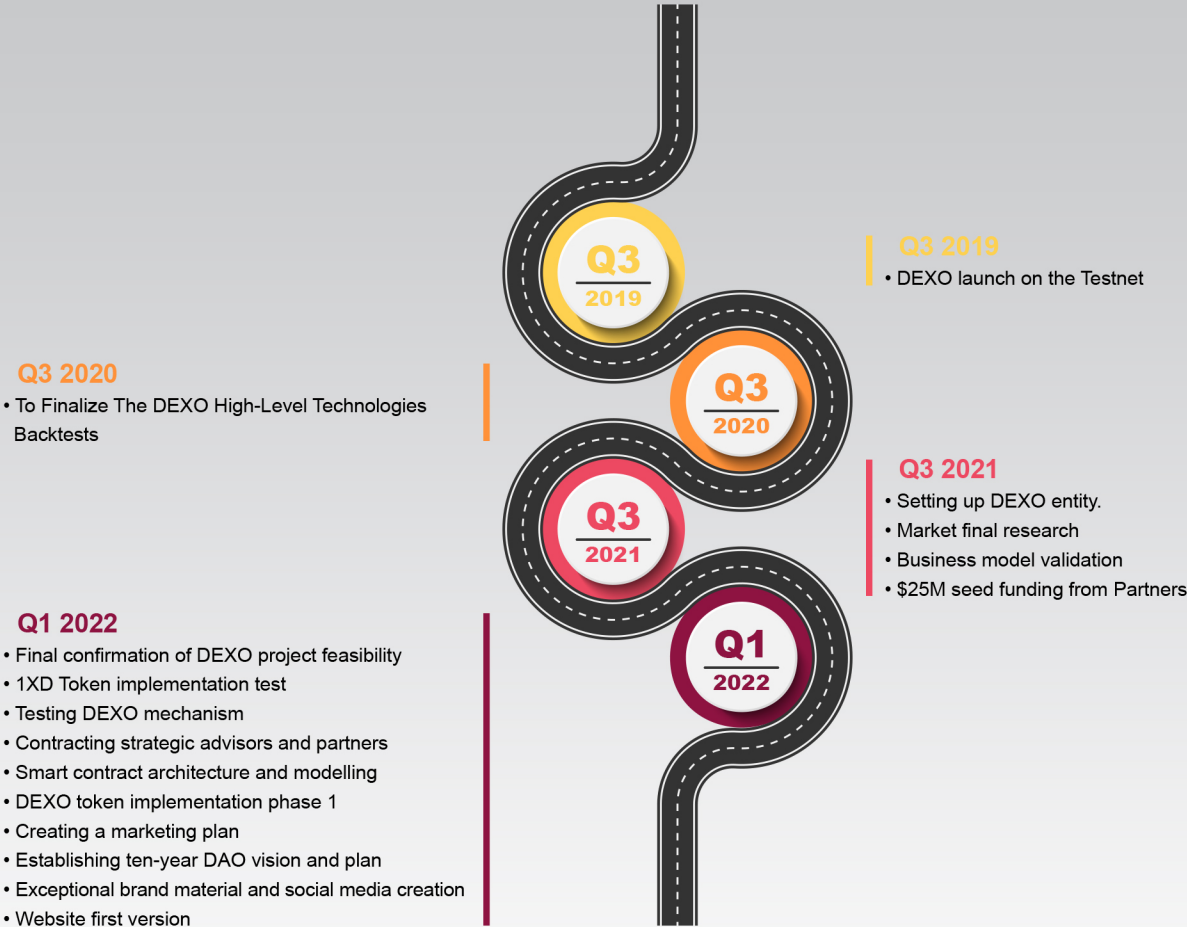 Q3
2019
Q3 2019
• DEXO launch on the Testnet
Q3 2020
• To Finalize The DEXO High-Level Technologies
Backtests
Q3
2020
Q3
2021
Q3 2021
• Setting up DEXO entity.
• Market final research
• Business model validation
• $25M seed funding from Partners
Q1 2022
• Final confirmation of DEXO project feasibility
• 1XD Token implementation test
• Testing DEXO mechanism
• Contracting strategic advisors and partners
• Smart contract architecture and modelling
• DEXO token implementation phase 1
• Creating a marketing plan
• Establishing ten-year DAO vision and plan
• Exceptional brand material and social media creation
• Website first version
Q1
2022